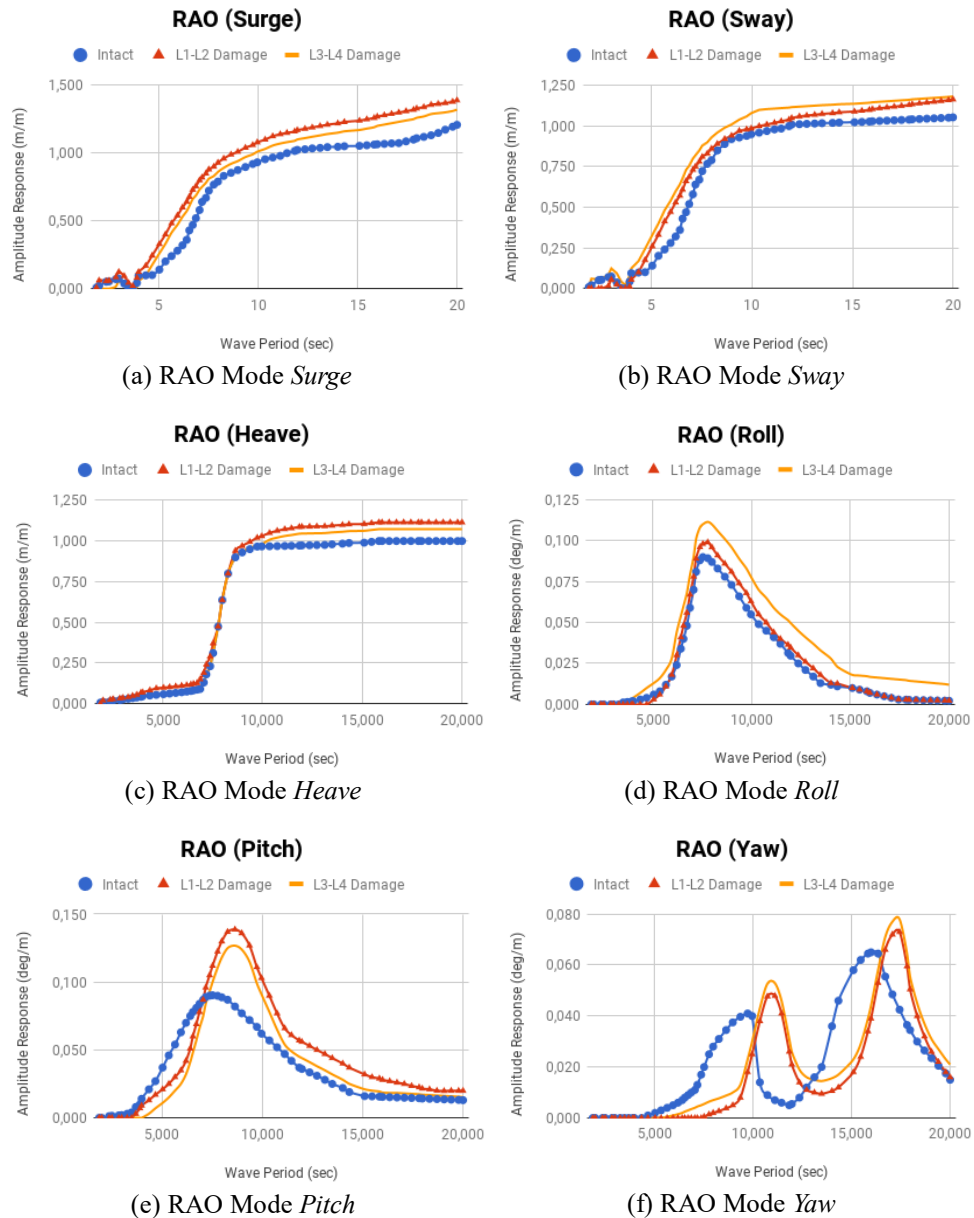 RAO (Surge)
Intact L1-L2 Damage L3-L4 Damage
Amplitude Response (m/m)
1,500
1,000
0,500
0,000
5 10 15 20
Wave Period (sec)
(a) RAO Mode Surge
RAO (Sway)
Intact L1-L2 Damage L3-L4 Damage
Amplitude Response (m/m)
1,250
1,000
0,750
0,500
0,250
0,000
5 10 15 20
Wave Period (sec)
(b) RAO Mode Sway
RAO (Heave)
Intact L1-L2 Damage L3-L4 Damage
Amplitude Response (m/m)
1,250
1,000
0,750
0,500
0,250
0,000
5,000 10,000 15,000 20,000
Wave Period (sec)
(c) RAO Mode Heave
RAO (Roll)
Intact L1-L2 Damage L3-L4 Damage
Amplitude Response (deg/m)
0,125
0,100
0,075
0,050
0,025
0,000
5,000 10,000 15,000 20,000
Wave Period (sec)
(d) RAO Mode Roll
RAO (Pitch)
Intact L1-L2 Damage L3-L4 Damage
Amplitude Response (deg/m)
0,150
0,100
0,050
0,000
5,000 10,000 15,000 20,000
Wave Period (sec)
(e) RAO Mode Pitch
RAO (Yaw)
Intact L1-L2 Damage L3-L4 Damage
Amplitude Response (deg/m)
0,080
0,060
0,040
0,020
0,000
5,000 10,000 15,000 20,000
Wave Period (sec)
(f) RAO Mode Yaw